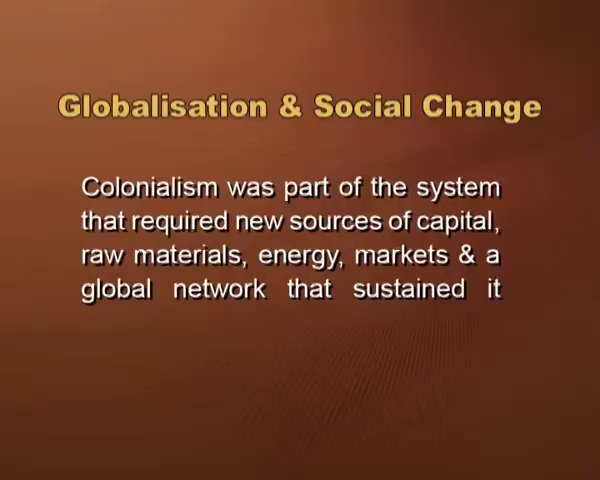 Globalisation & Social Change
Colonialism was part of the system
that required new sources of capital,
raw materials, energy, markets & a
global network that sustained it